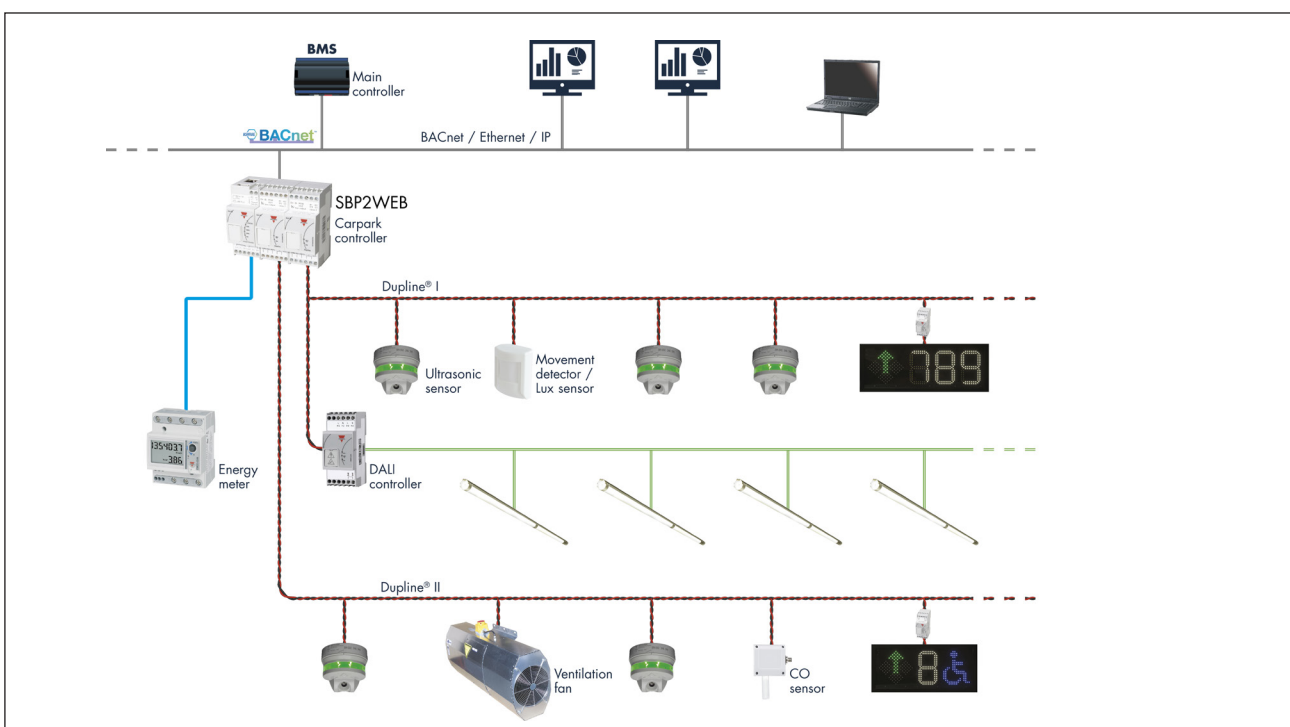 BMS
Main
controller
BACnet
BACnet / Ethernet / IP
SBP2WEB
Carpark
controller
Dupline® I
Ultrasonic
sensor
Movement
detector /
Lux sensor
789
1354037
386
Energy
meter
DALI
controller
Dupline® II
Ventilation
fan
CO
sensor
8